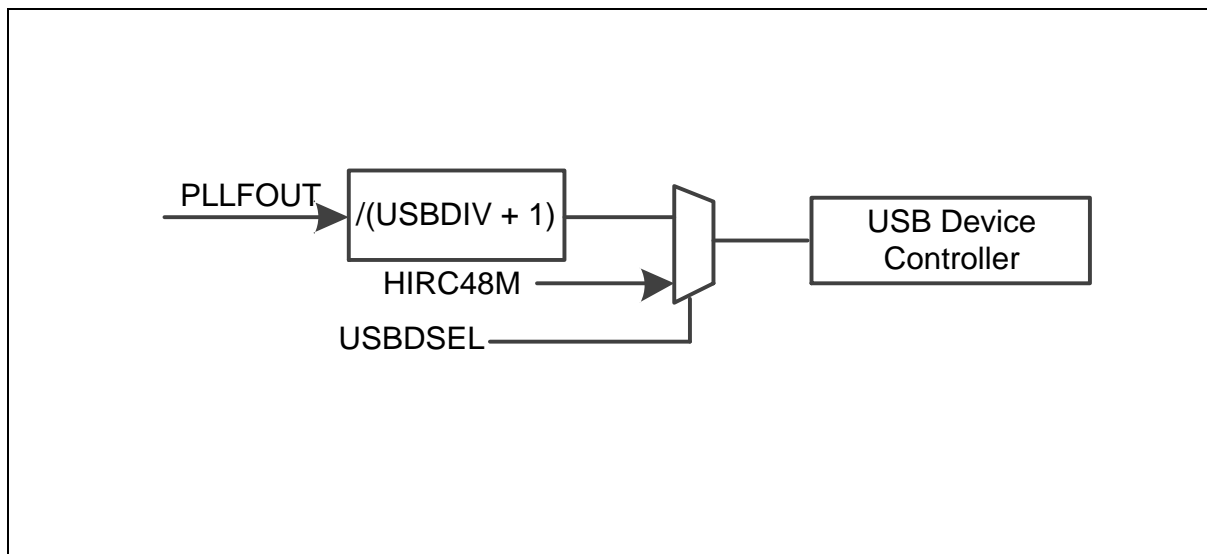 PLLFOUT
/(USBDIV + 1)
HIRC48M
USBDSEL
USB Device
Controller